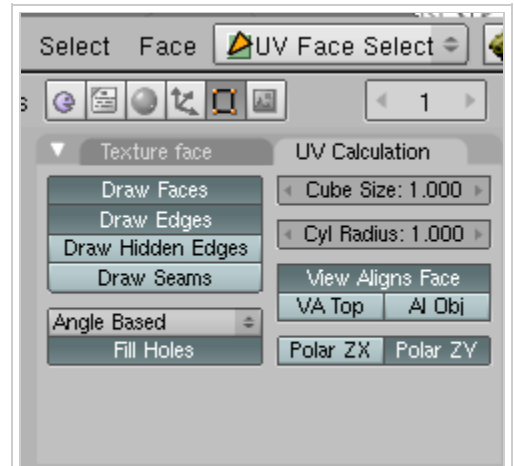 Select Face UV Face Select
s 1
Texture face UV Calculation
Draw Faces Cube Size: 1.000
Draw Edges
Draw Hidden Edges Cyl Radius: 1.000
Draw Seams View Aligns Face
VA Top Al Obj
Angle Based
Fill Holes Polar ZX Polar ZY